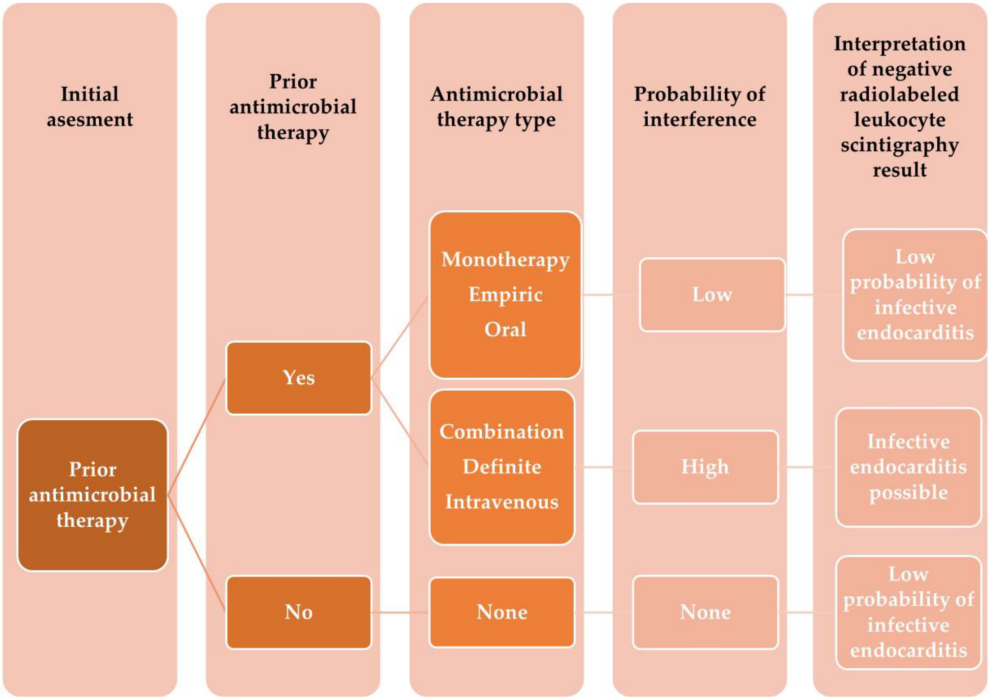 Initial
asesment
Prior
antimicrobial
therapy
Antimicrobial
therapy type
Probability of
interference
Interpretation
of negative
radiolabeled
leukocyte
scintigraphy
result
Prior
antimicrobial
therapy
Yes
No
Monotherapy
Empiric
Oral
Combination
Definite
Intravenous
None
Low
High
None
Low
probability of
infective
endocarditis
Infective
endocarditis
possible
Low
probability of
infective
endocarditis